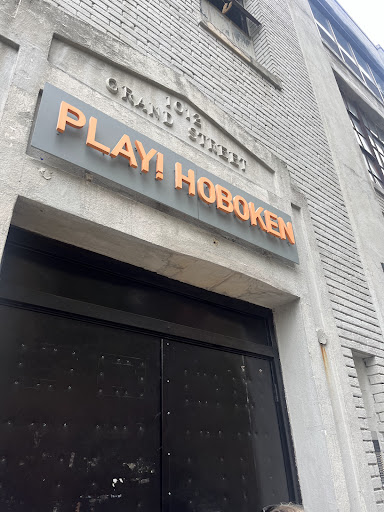 1012
GRAND STREET
PLAY! HOBOKEN